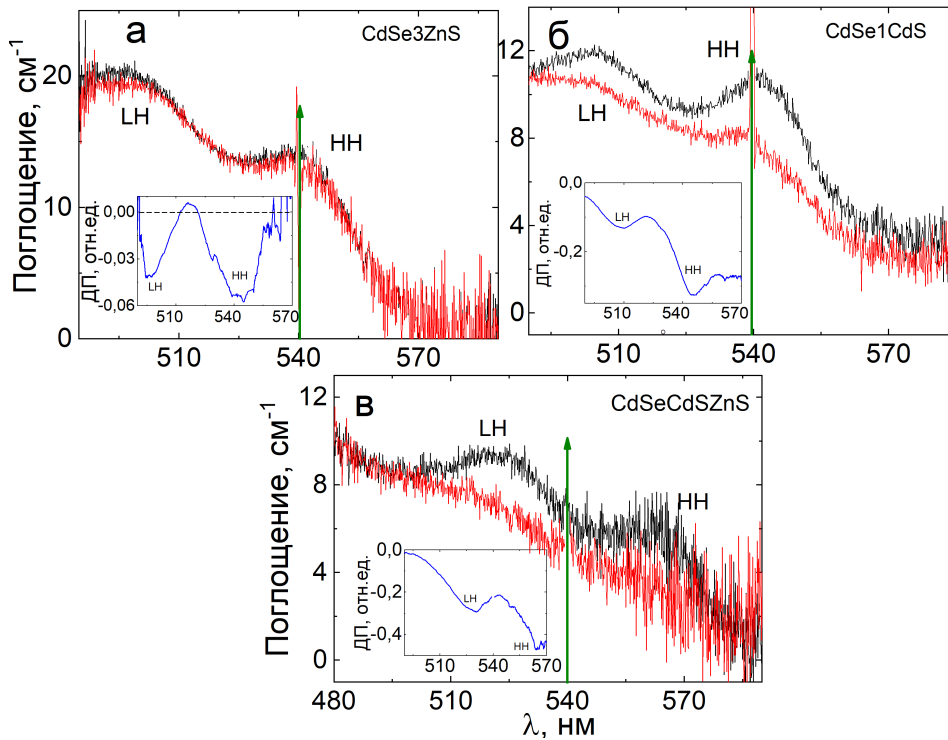 а
CdSe3ZnS
Поглощение, см-1
20
10
0
LH
HH
510
540
570
ДП, отн.ед.
0,00
-0,03
-0,06
LH
HH
510
540
570
б
CdSe1CdS
12
8
4
0
LH
HH
510
540
570
ДП, отн.ед.
0.0
-0.2
LH
HH
510
540
570
в
CdSeCdSZnS
Поглощение, см-1
12
8
4
0
LH
HH
480
510
540
570
λ, нм
ДП, отн.ед.
0,0
-0,2
-0,4
LH
HH
510
540
570